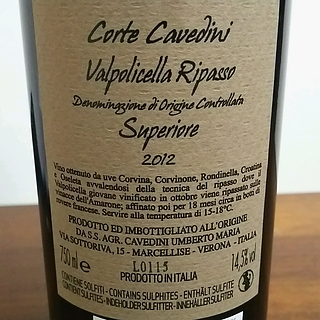 Corte Cavedini
Valpolicella Ripasso
Denominazione di Origine Controllata
Superiore
2012
Vino ottenuto da uve Corvina, Corvinone, Rondinella, Croatina
e Oseleta avvalendosi della tecnica del ripasso dove il
Valpolicella giovane vinificato in ottobre viene ripassato sulle
vinacce dell'Amarone; affinato poi per 18 mesi circa in botti di
rovere francese. Servire alla temperatura di 15-18°C.
PRODOTTO ED IMBOTTIGLIATO ALL'ORIGINE
DA S.S. AGR. CAVEDINI UMBERTO MARIA
VIA SOTTORIVA, 15 - MARCELLISE - VERONA - ITALIA
750 ml e L0115 14,5% vol
PRODOTTO IN ITALIA
CONTIENE SOLFITI - CONTAINS SULPHITES - ENTHÄLT SULFITE
CONTIENT SULFITES - INDEHOLDER SULFITTER - INNEHÅLLER SULFITER